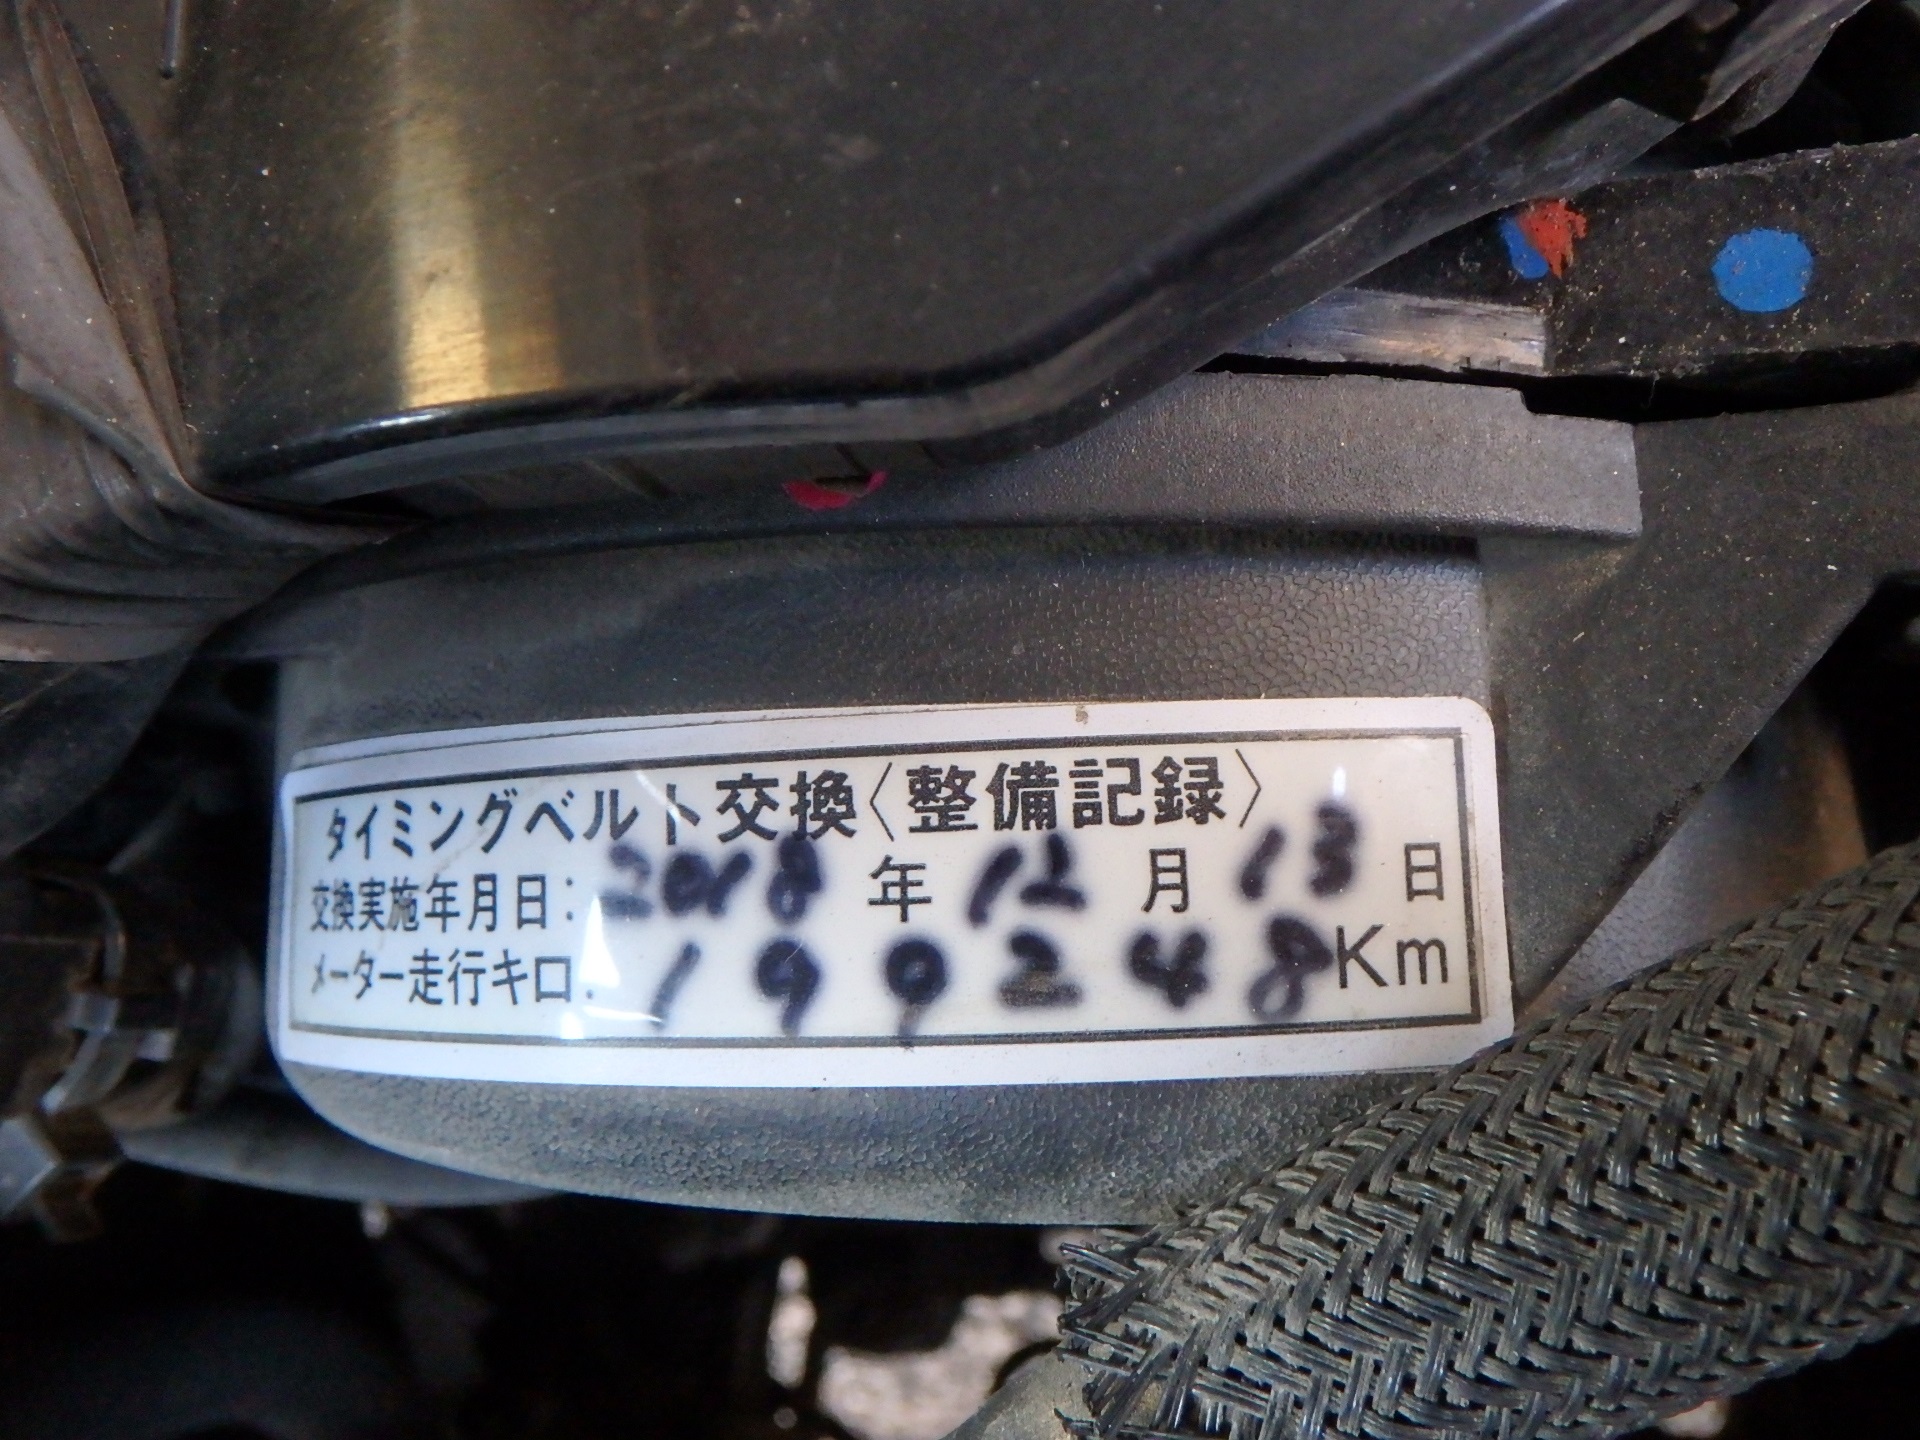 タイミングベルト交換〈整備記録〉
交換実施年月日：2018 年 12 月 13 日
メーター走行キロ：199248Km